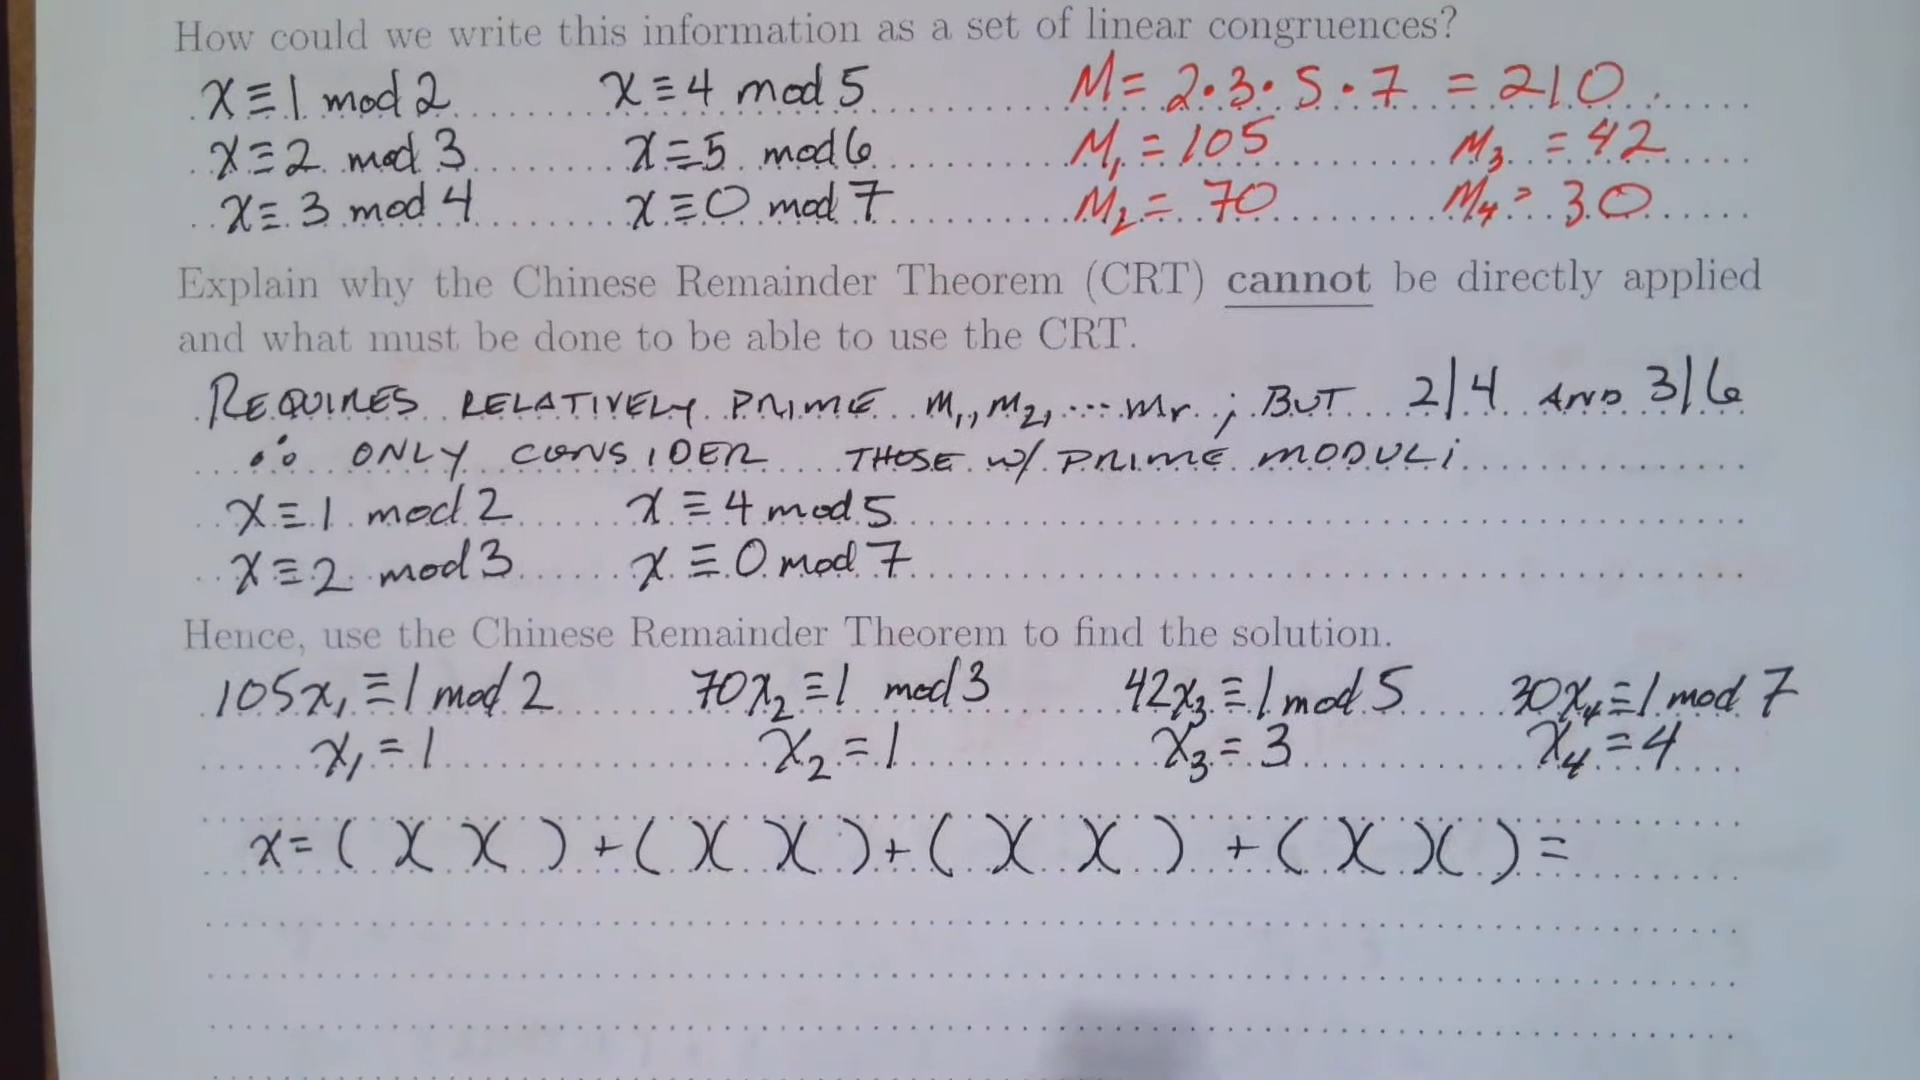 How could we write this information as a set of linear congruences?
x ≡ 1 mod 2 x ≡ 4 mod 5 M = 2·3·5·7 = 210
x ≡ 2 mod 3 x ≡ 5 mod 6 M₁ = 105 M₃ = 42
x ≡ 3 mod 4 x ≡ 0 mod 7 M₂ = 70 M₄ = 30
Explain why the Chinese Remainder Theorem (CRT) cannot be directly applied
and what must be done to be able to use the CRT.
REQUIRES RELATIVELY PRIME m₁, m₂, ... mᵣ ; BUT 2|4 AND 3|6
∴ ONLY CONSIDER THOSE w/ PRIME MODULI
x ≡ 1 mod 2 x ≡ 4 mod 5
x ≡ 2 mod 3 x ≡ 0 mod 7
Hence, use the Chinese Remainder Theorem to find the solution.
105x₁ ≡ 1 mod 2 70x₂ ≡ 1 mod 3 42x₃ ≡ 1 mod 5 30x₄ ≡ 1 mod 7
x₁ = 1 x₂ = 1 x₃ = 3 x₄ = 4
x = ( )( )( ) + ( )( )( ) + ( )( )( ) + ( )( )( ) =